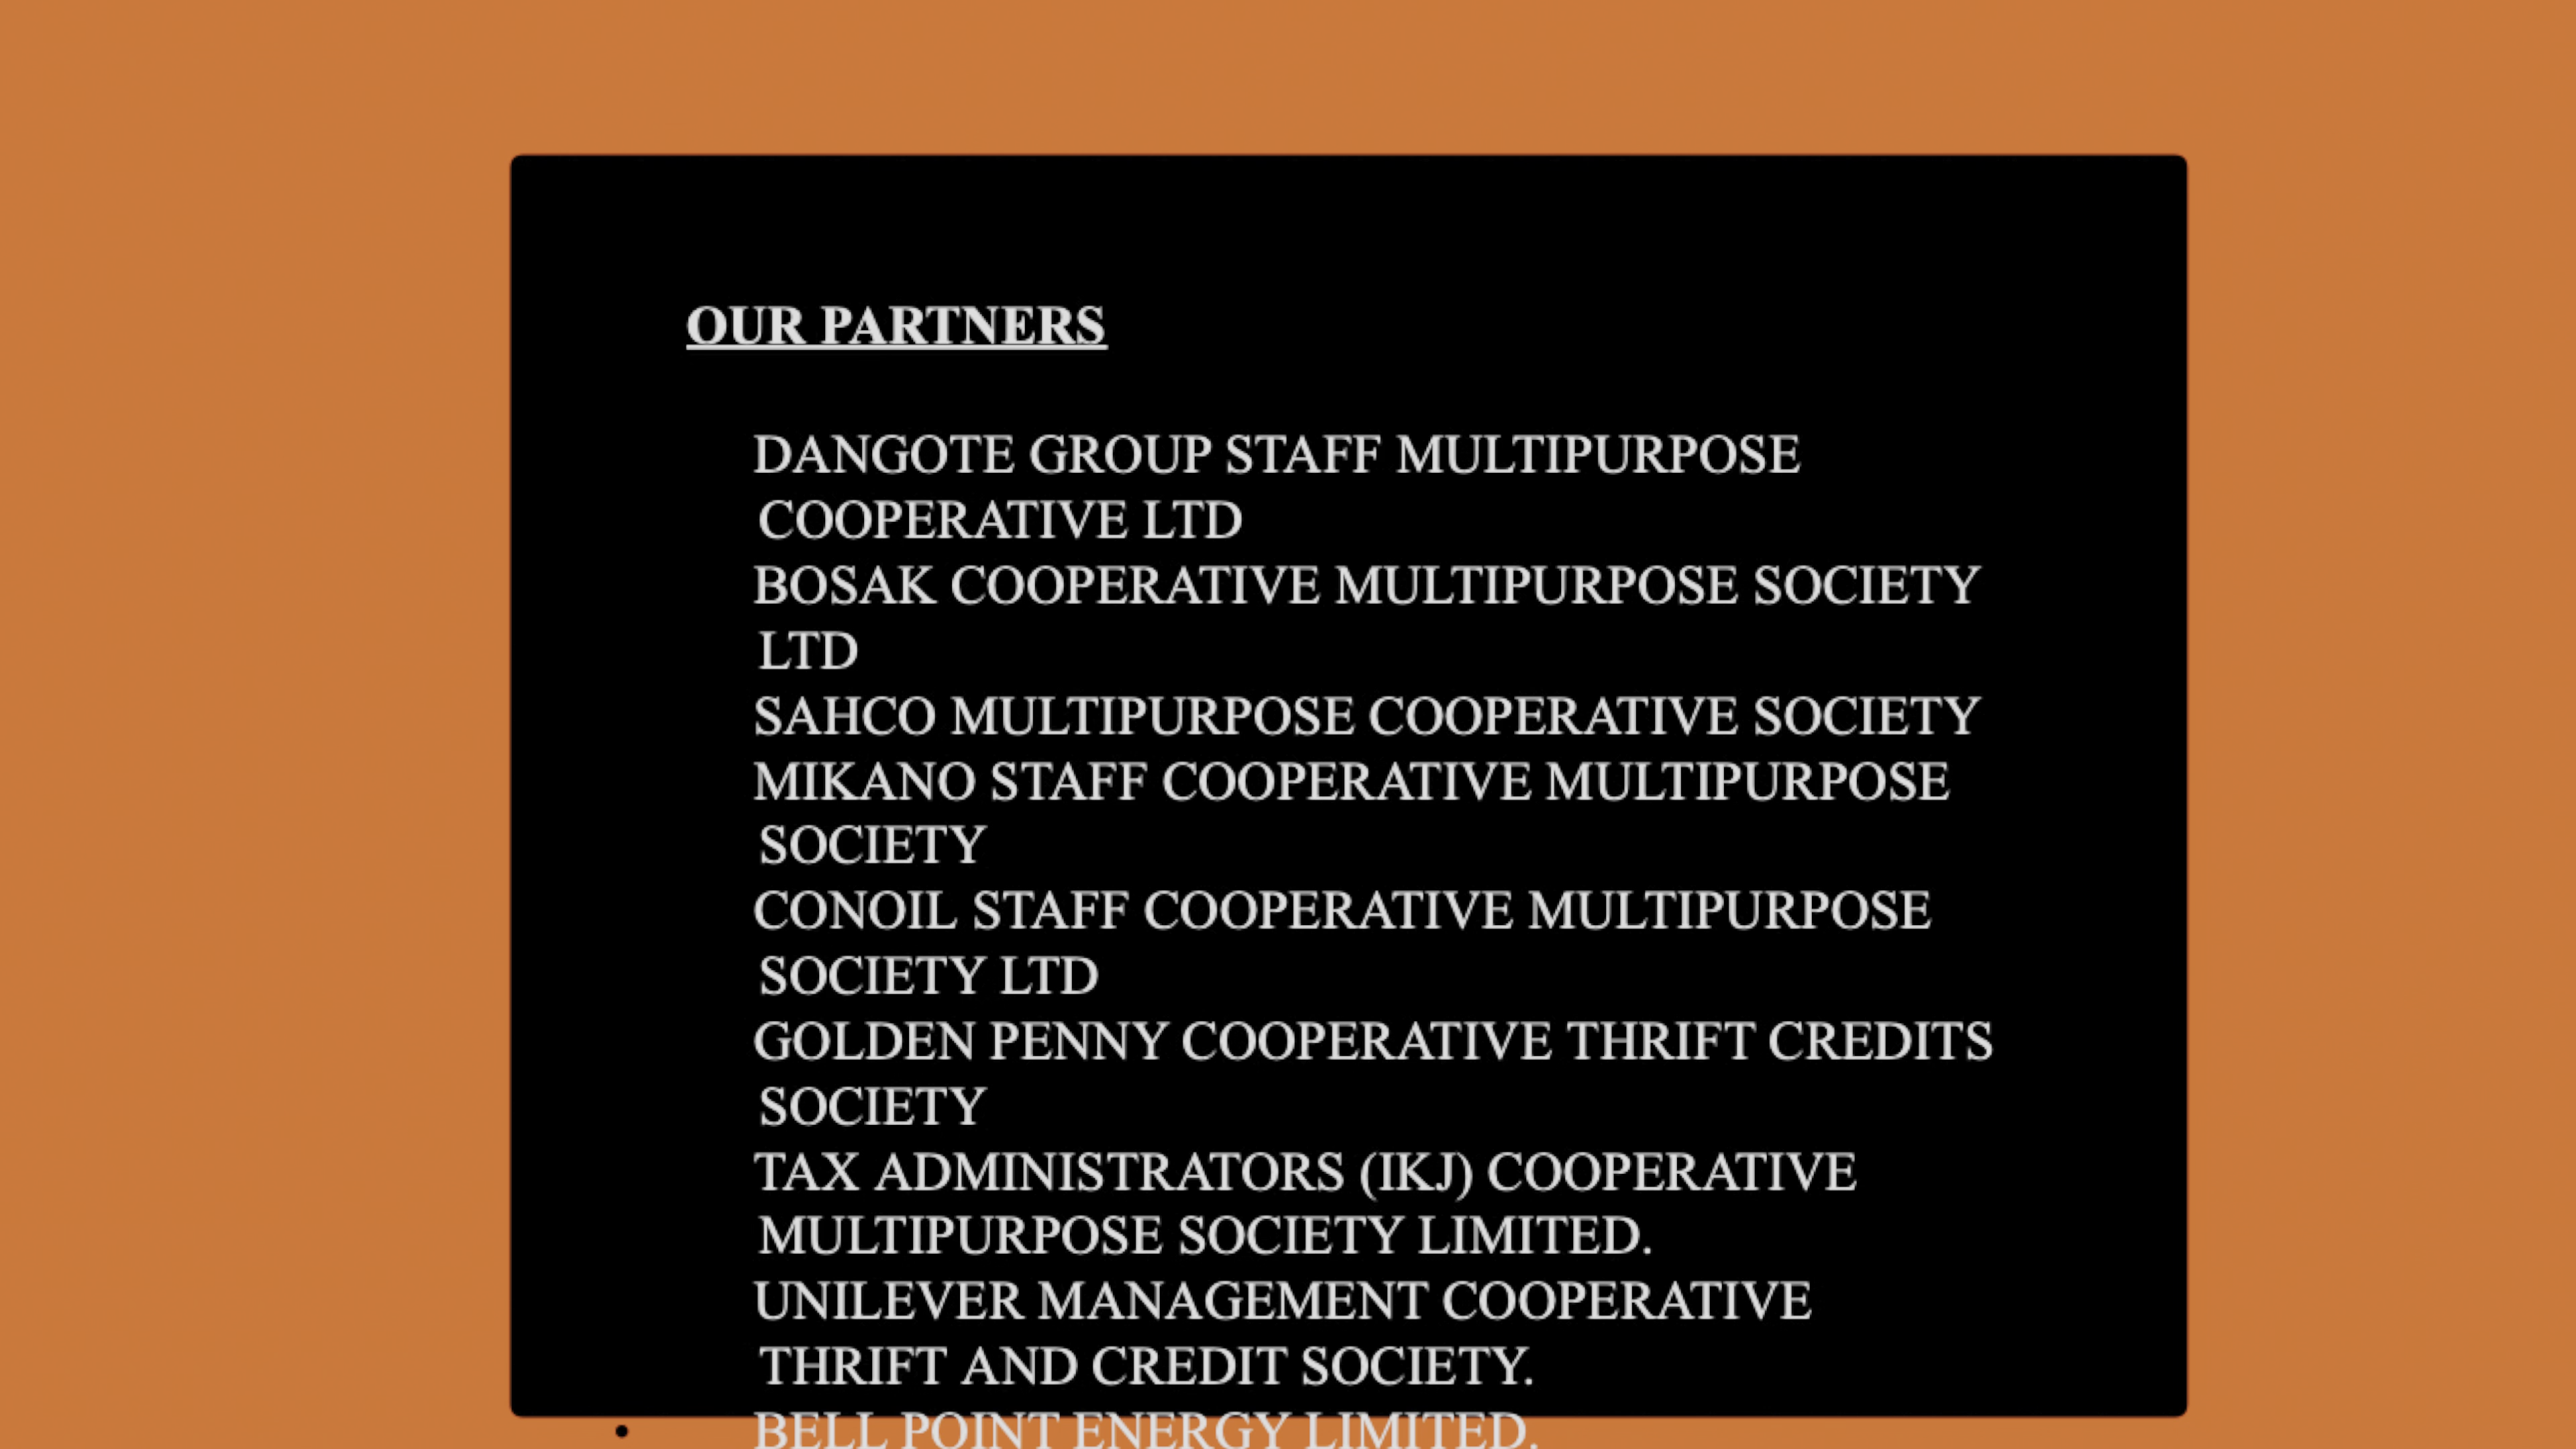 OUR PARTNERS
DANGOTE GROUP STAFF MULTIPURPOSE
COOPERATIVE LTD
BOSAK COOPERATIVE MULTIPURPOSE SOCIETY
LTD
SAHCO MULTIPURPOSE COOPERATIVE SOCIETY
MIKANO STAFF COOPERATIVE MULTIPURPOSE
SOCIETY
CONOIL STAFF COOPERATIVE MULTIPURPOSE
SOCIETY LTD
GOLDEN PENNY COOPERATIVE THRIFT CREDITS
SOCIETY
TAX ADMINISTRATORS (IKJ) COOPERATIVE
MULTIPURPOSE SOCIETY LIMITED.
UNILEVER MANAGEMENT COOPERATIVE
THRIFT AND CREDIT SOCIETY.
• BELL POINT ENERGY LIMITED.